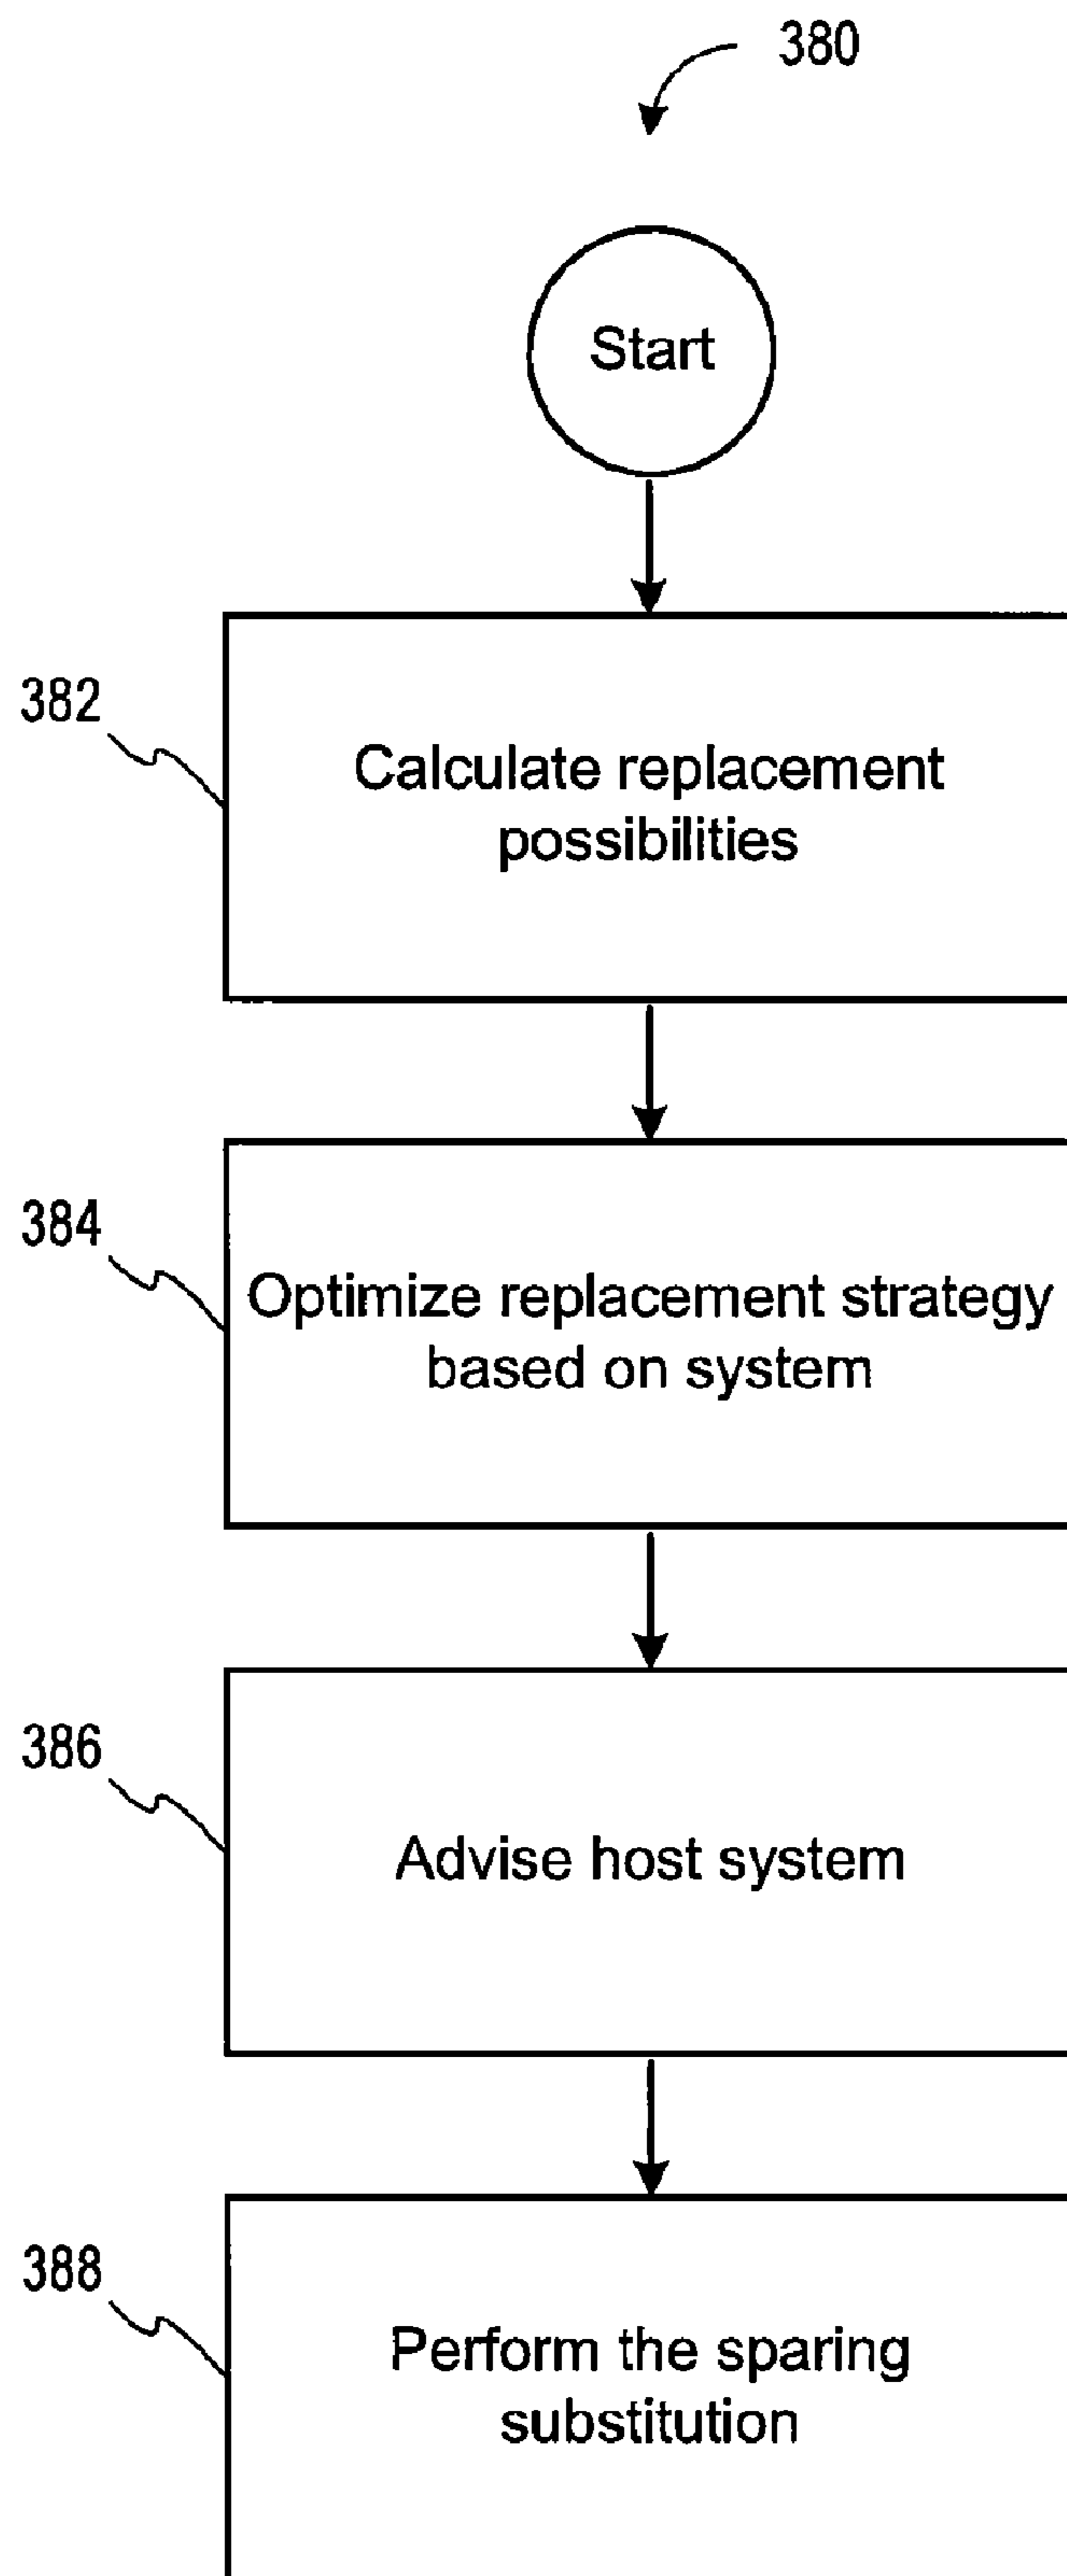 380
Start
382
Calculate replacement
possibilities
384
Optimize replacement strategy
based on system
386
Advise host system
388
Perform the sparing
substitution